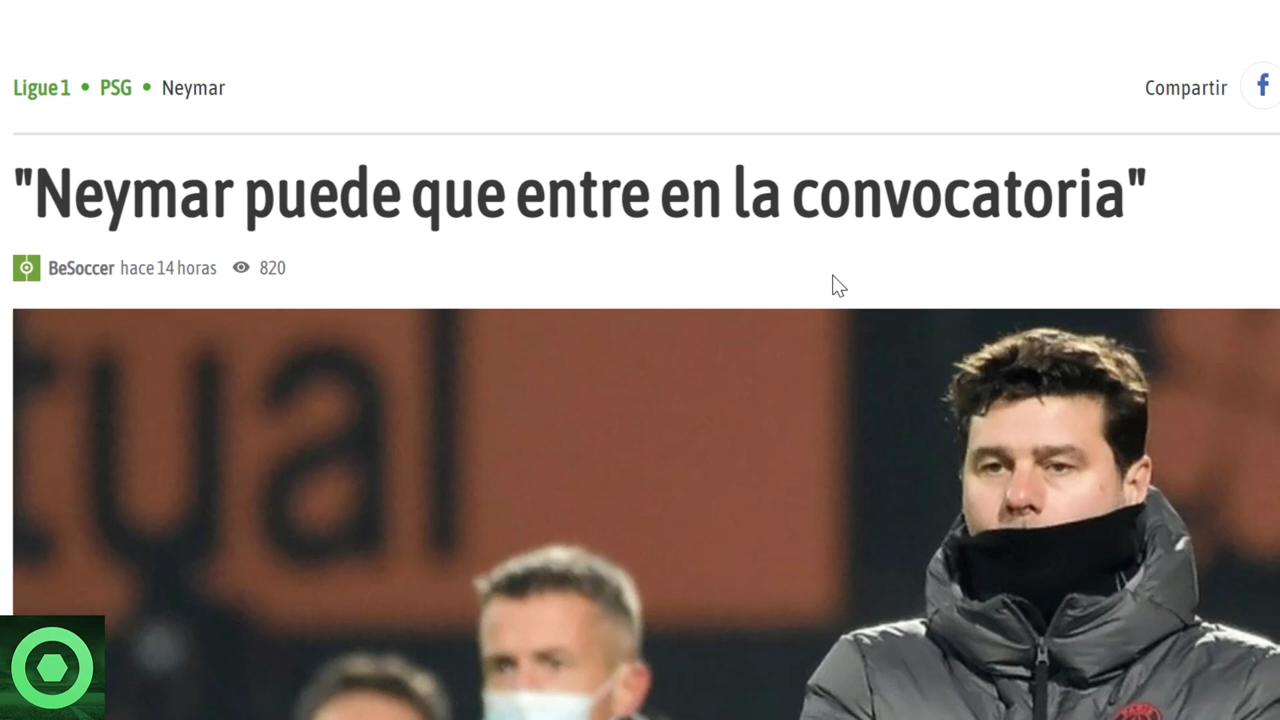 Ligue 1 • PSG • Neymar
Compartir
"Neymar puede que entre en la convocatoria"
BeSoccer hace 14 horas 820
tual